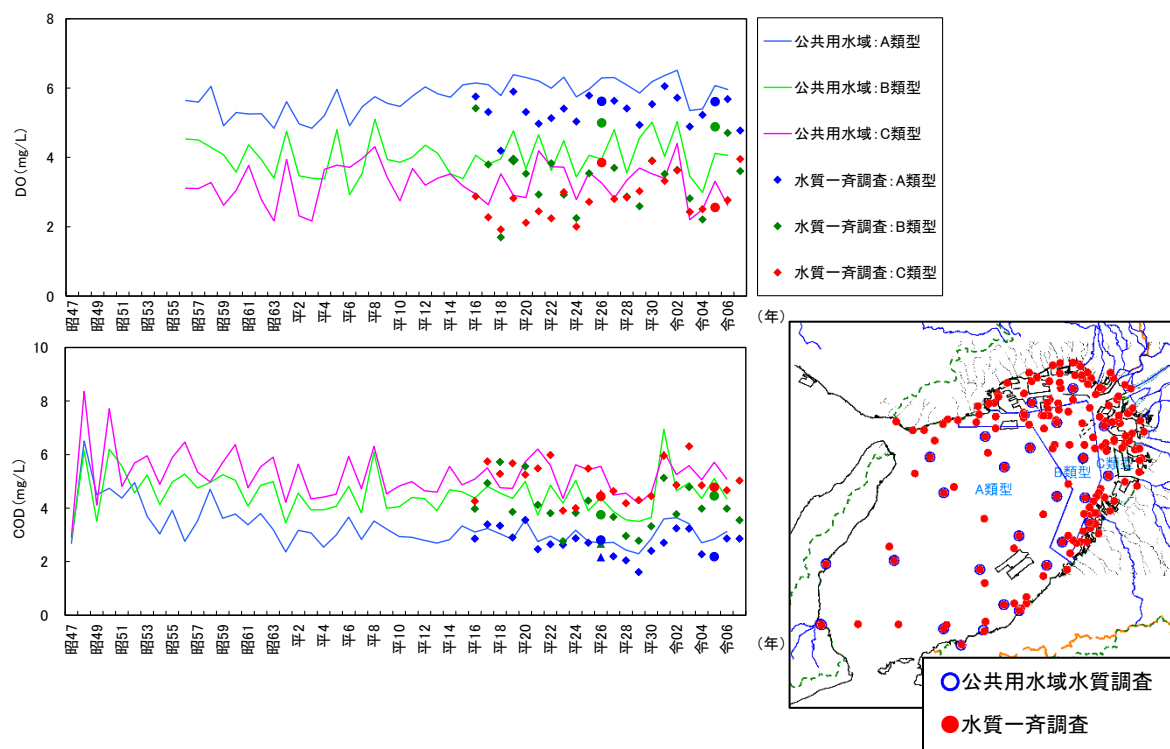 8
6
4
2
0
DO(mg/L)
昭47
昭49
昭51
昭53
昭55
昭57
昭59
昭61
昭63
平2
平4
平6
平8
平10
平12
平14
平16
平18
平20
平22
平24
平26
平28
平30
令02
令04
令06
(年)
公共用水域:A類型
公共用水域:B類型
公共用水域:C類型
水質一斉調査:A類型
水質一斉調査:B類型
水質一斉調査:C類型
10
8
6
4
2
0
COD(mg/L)
昭47
昭49
昭51
昭53
昭55
昭57
昭59
昭61
昭63
平2
平4
平6
平8
平10
平12
平14
平16
平18
平20
平22
平24
平26
平28
平30
令02
令04
令06
(年)
C類型
B類型
A類型
公共用水域水質調査
水質一斉調査